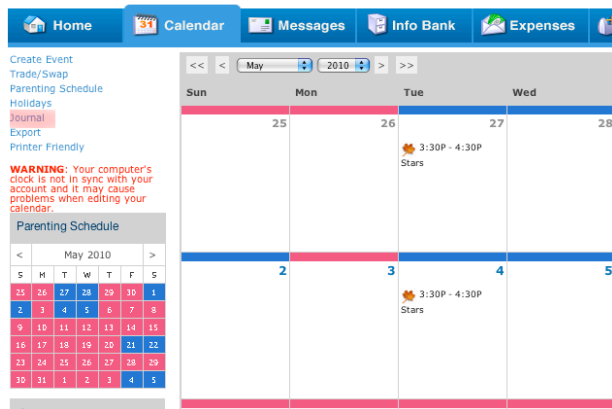 Home
31 Calendar
Messages
Info Bank
Expenses
Create Event
Trade/Swap
Parenting Schedule
Holidays
Journal
Export
Printer Friendly
WARNING: Your computer's
clock is not in sync with your
account and it may cause
problems when editing your
calendar.
Parenting Schedule
< May 2010 >
S M T W T F S
25 26 27 28 29 30 1
2 3 4 5 6 7 8
9 10 11 12 13 14 15
16 17 18 19 20 21 22
23 24 25 26 27 28 29
30 31 1 2 3 4 5
<< < May 2010 > >>
Sun Mon Tue Wed
25 26 27 28
3:30P - 4:30P
Stars
2 3 4 5
3:30P - 4:30P
Stars